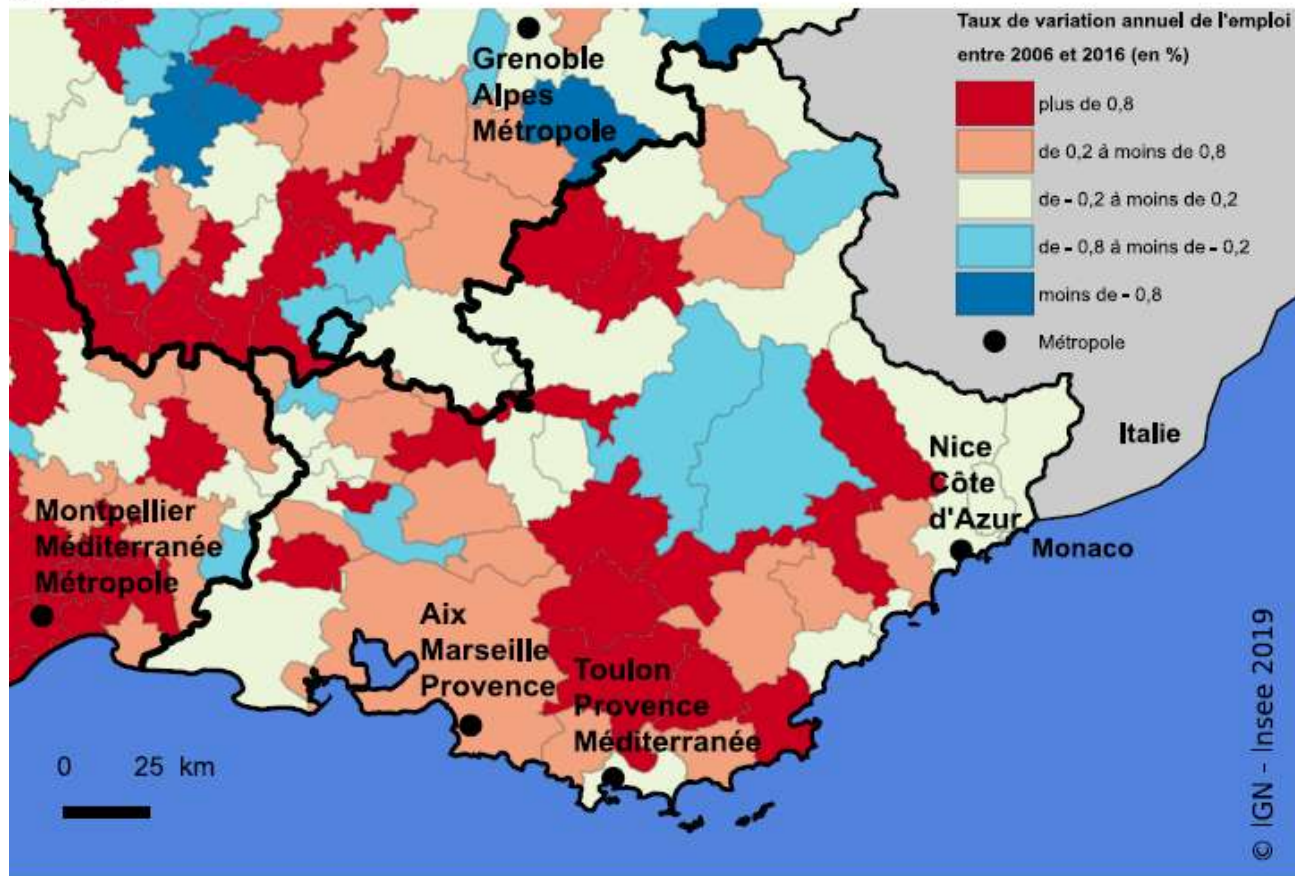 Taux de variation annuel de l'emploi
entre 2006 et 2016 (en %)
plus de 0,8
de 0,2 à moins de 0,8
de - 0,2 à moins de 0,2
de - 0,8 à moins de - 0,2
moins de - 0,8
Métropole
Grenoble
Alpes
Métropole
Italie
Nice
Côte
d'Azur
Monaco
Montpellier
Méditerranée
Métropole
Aix
Marseille
Provence
Toulon
Provence
Méditerranée
0 25 km
© IGN - Insee 2019